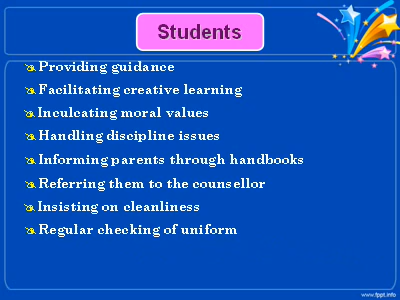 Students
Providing guidance
Facilitating creative learning
Inculcating moral values
Handling discipline issues
Informing parents through handbooks
Referring them to the counsellor
Insisting on cleanliness
Regular checking of uniform
www.fppt.info